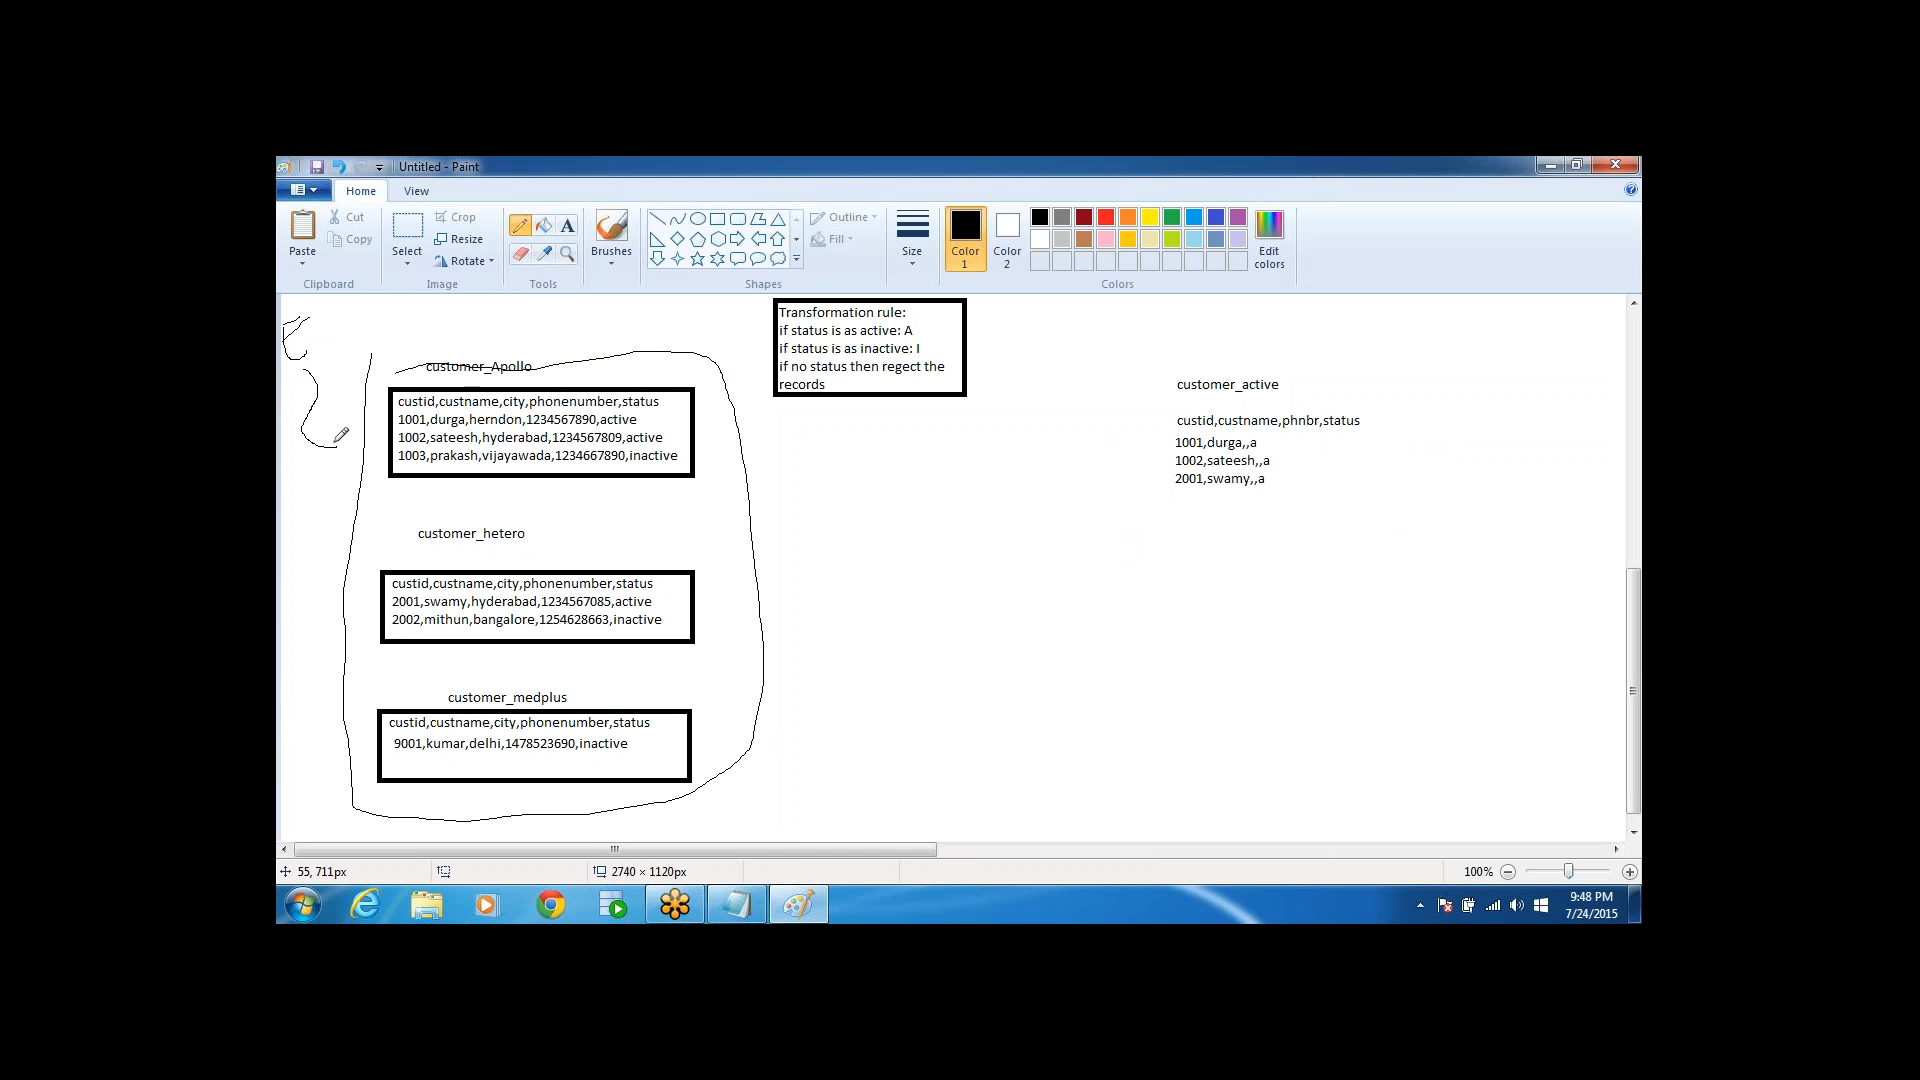 Untitled - Paint
Home
View
Paste
Cut
Copy
Clipboard
Select
Crop
Resize
Rotate
Image
A
Tools
Brushes
Outline
Fill
Shapes
Size
Color 1
Color 2
Edit colors
Colors
Transformation rule:
if status is as active: A
if status is as inactive: I
if no status then regect the
records
customer_Apollo
custid,custname,city,phonenumber,status
1001,durga,herndon,1234567890,active
1002,sateesh,hyderabad,1234567809,active
1003,prakash,vijayawada,1234667890,inactive
customer_hetero
custid,custname,city,phonenumber,status
2001,swamy,hyderabad,1234567085,active
2002,mithun,bangalore,1254628663,inactive
customer_medplus
custid,custname,city,phonenumber,status
9001,kumar,delhi,1478523690,inactive
customer_active
custid,custname,phnbr,status
1001,durga,,a
1002,sateesh,,a
2001,swamy,,a
55, 711px
2740 × 1120px
100%
9:48 PM
7/24/2015